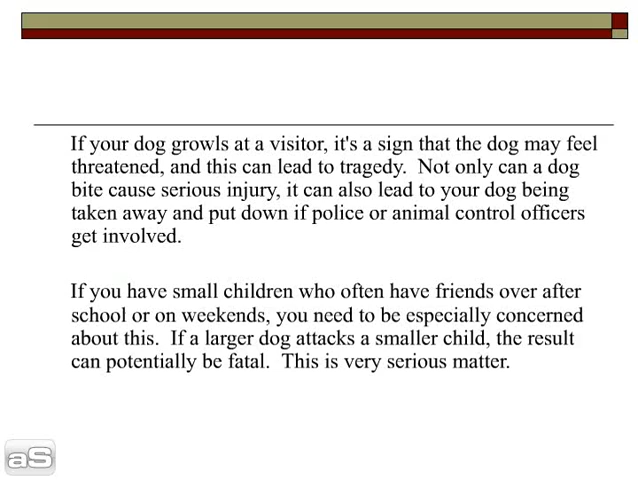 If your dog growls at a visitor, it's a sign that the dog may feel
threatened, and this can lead to tragedy.  Not only can a dog
bite cause serious injury, it can also lead to your dog being
taken away and put down if police or animal control officers
get involved.
If you have small children who often have friends over after
school or on weekends, you need to be especially concerned
about this.  If a larger dog attacks a smaller child, the result
can potentially be fatal.  This is very serious matter.
aS